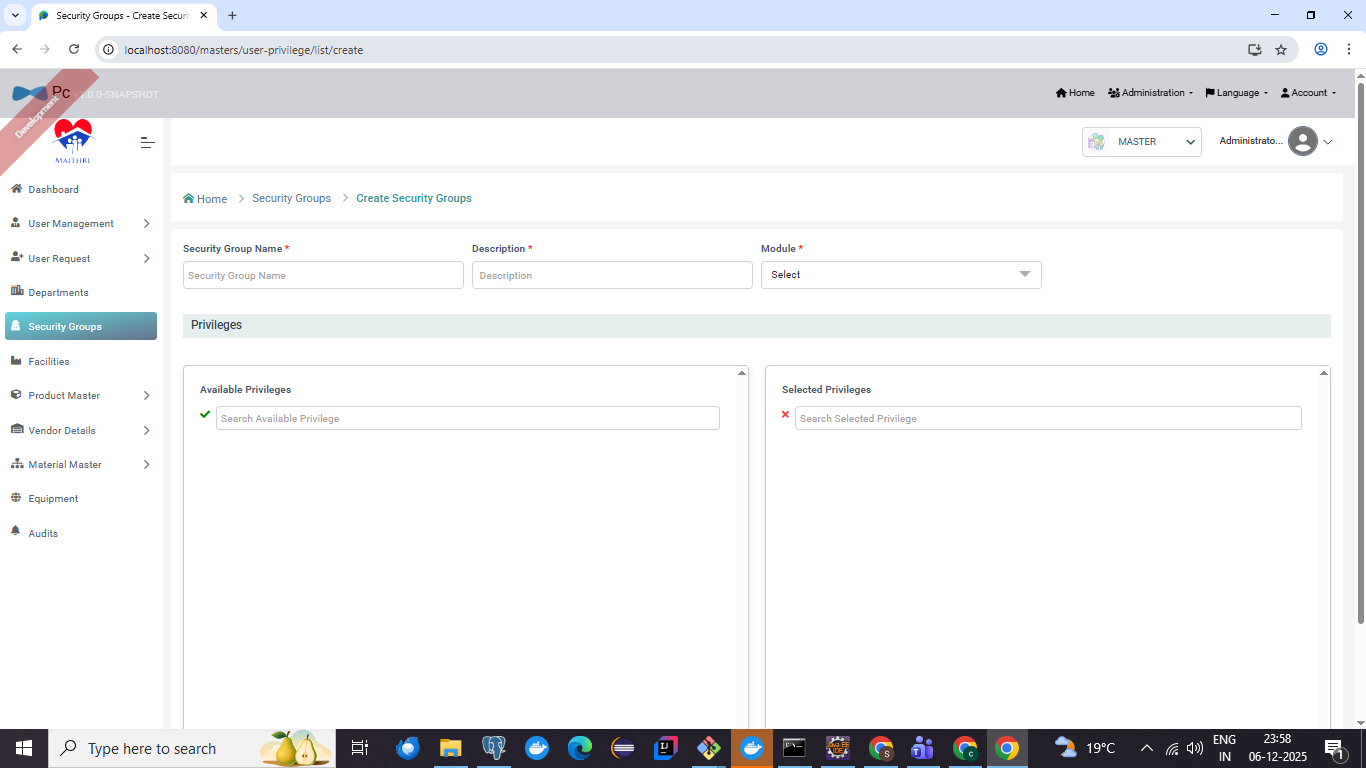 Security Groups - Create Securit
localhost:8080/masters/user-privilege/list/create
Development
Pc v1.0.0-SNAPSHOT
Home Administration Language Account
MAITHRI
MASTER Administrato...
Dashboard
User Management
User Request
Departments
Security Groups
Facilities
Product Master
Vendor Details
Material Master
Equipment
Audits
Home > Security Groups > Create Security Groups
Security Group Name * Description * Module *
Security Group Name Description Select
Privileges
Available Privileges
Search Available Privilege
Selected Privileges
Search Selected Privilege
Type here to search
19°C
ENG
IN
23:58
06-12-2025
1